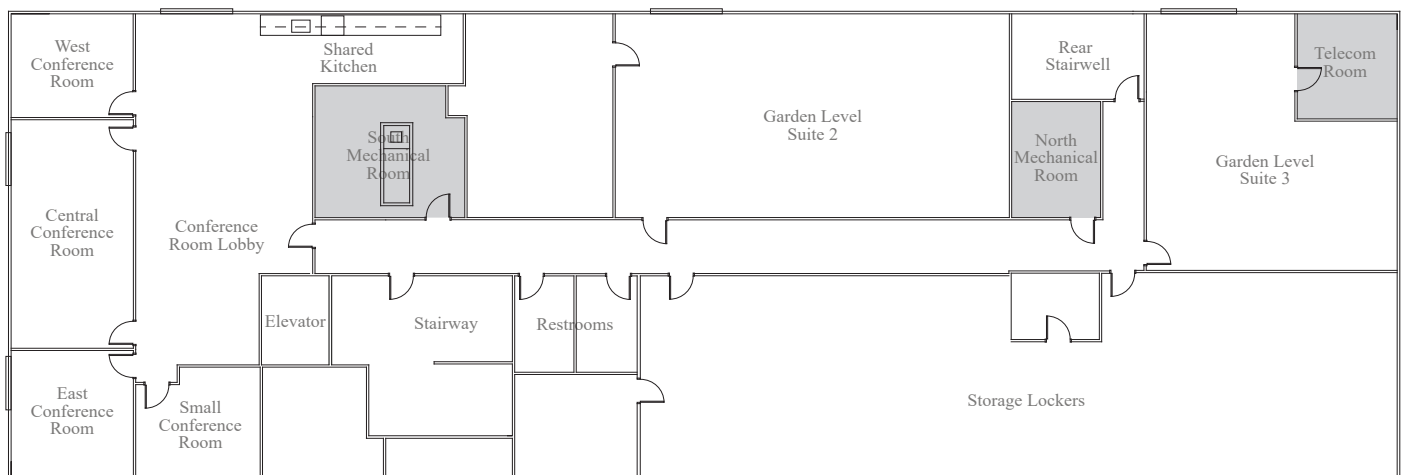 West
Conference
Room
Shared
Kitchen
Rear
Stairwell
Telecom
Room
South
Mechanical
Room
Garden Level
Suite 2
North
Mechanical
Room
Garden Level
Suite 3
Central
Conference
Room
Conference
Room Lobby
Elevator
Stairway
Restrooms
East
Conference
Room
Small
Conference
Room
Storage Lockers